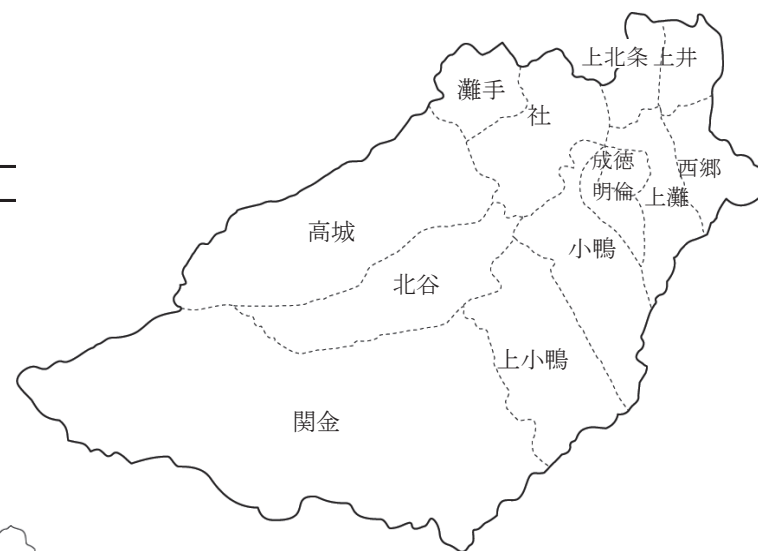 上北条
上井
灘手
社
成徳
西郷
明倫
上灘
高城
小鴨
北谷
上小鴨
関金